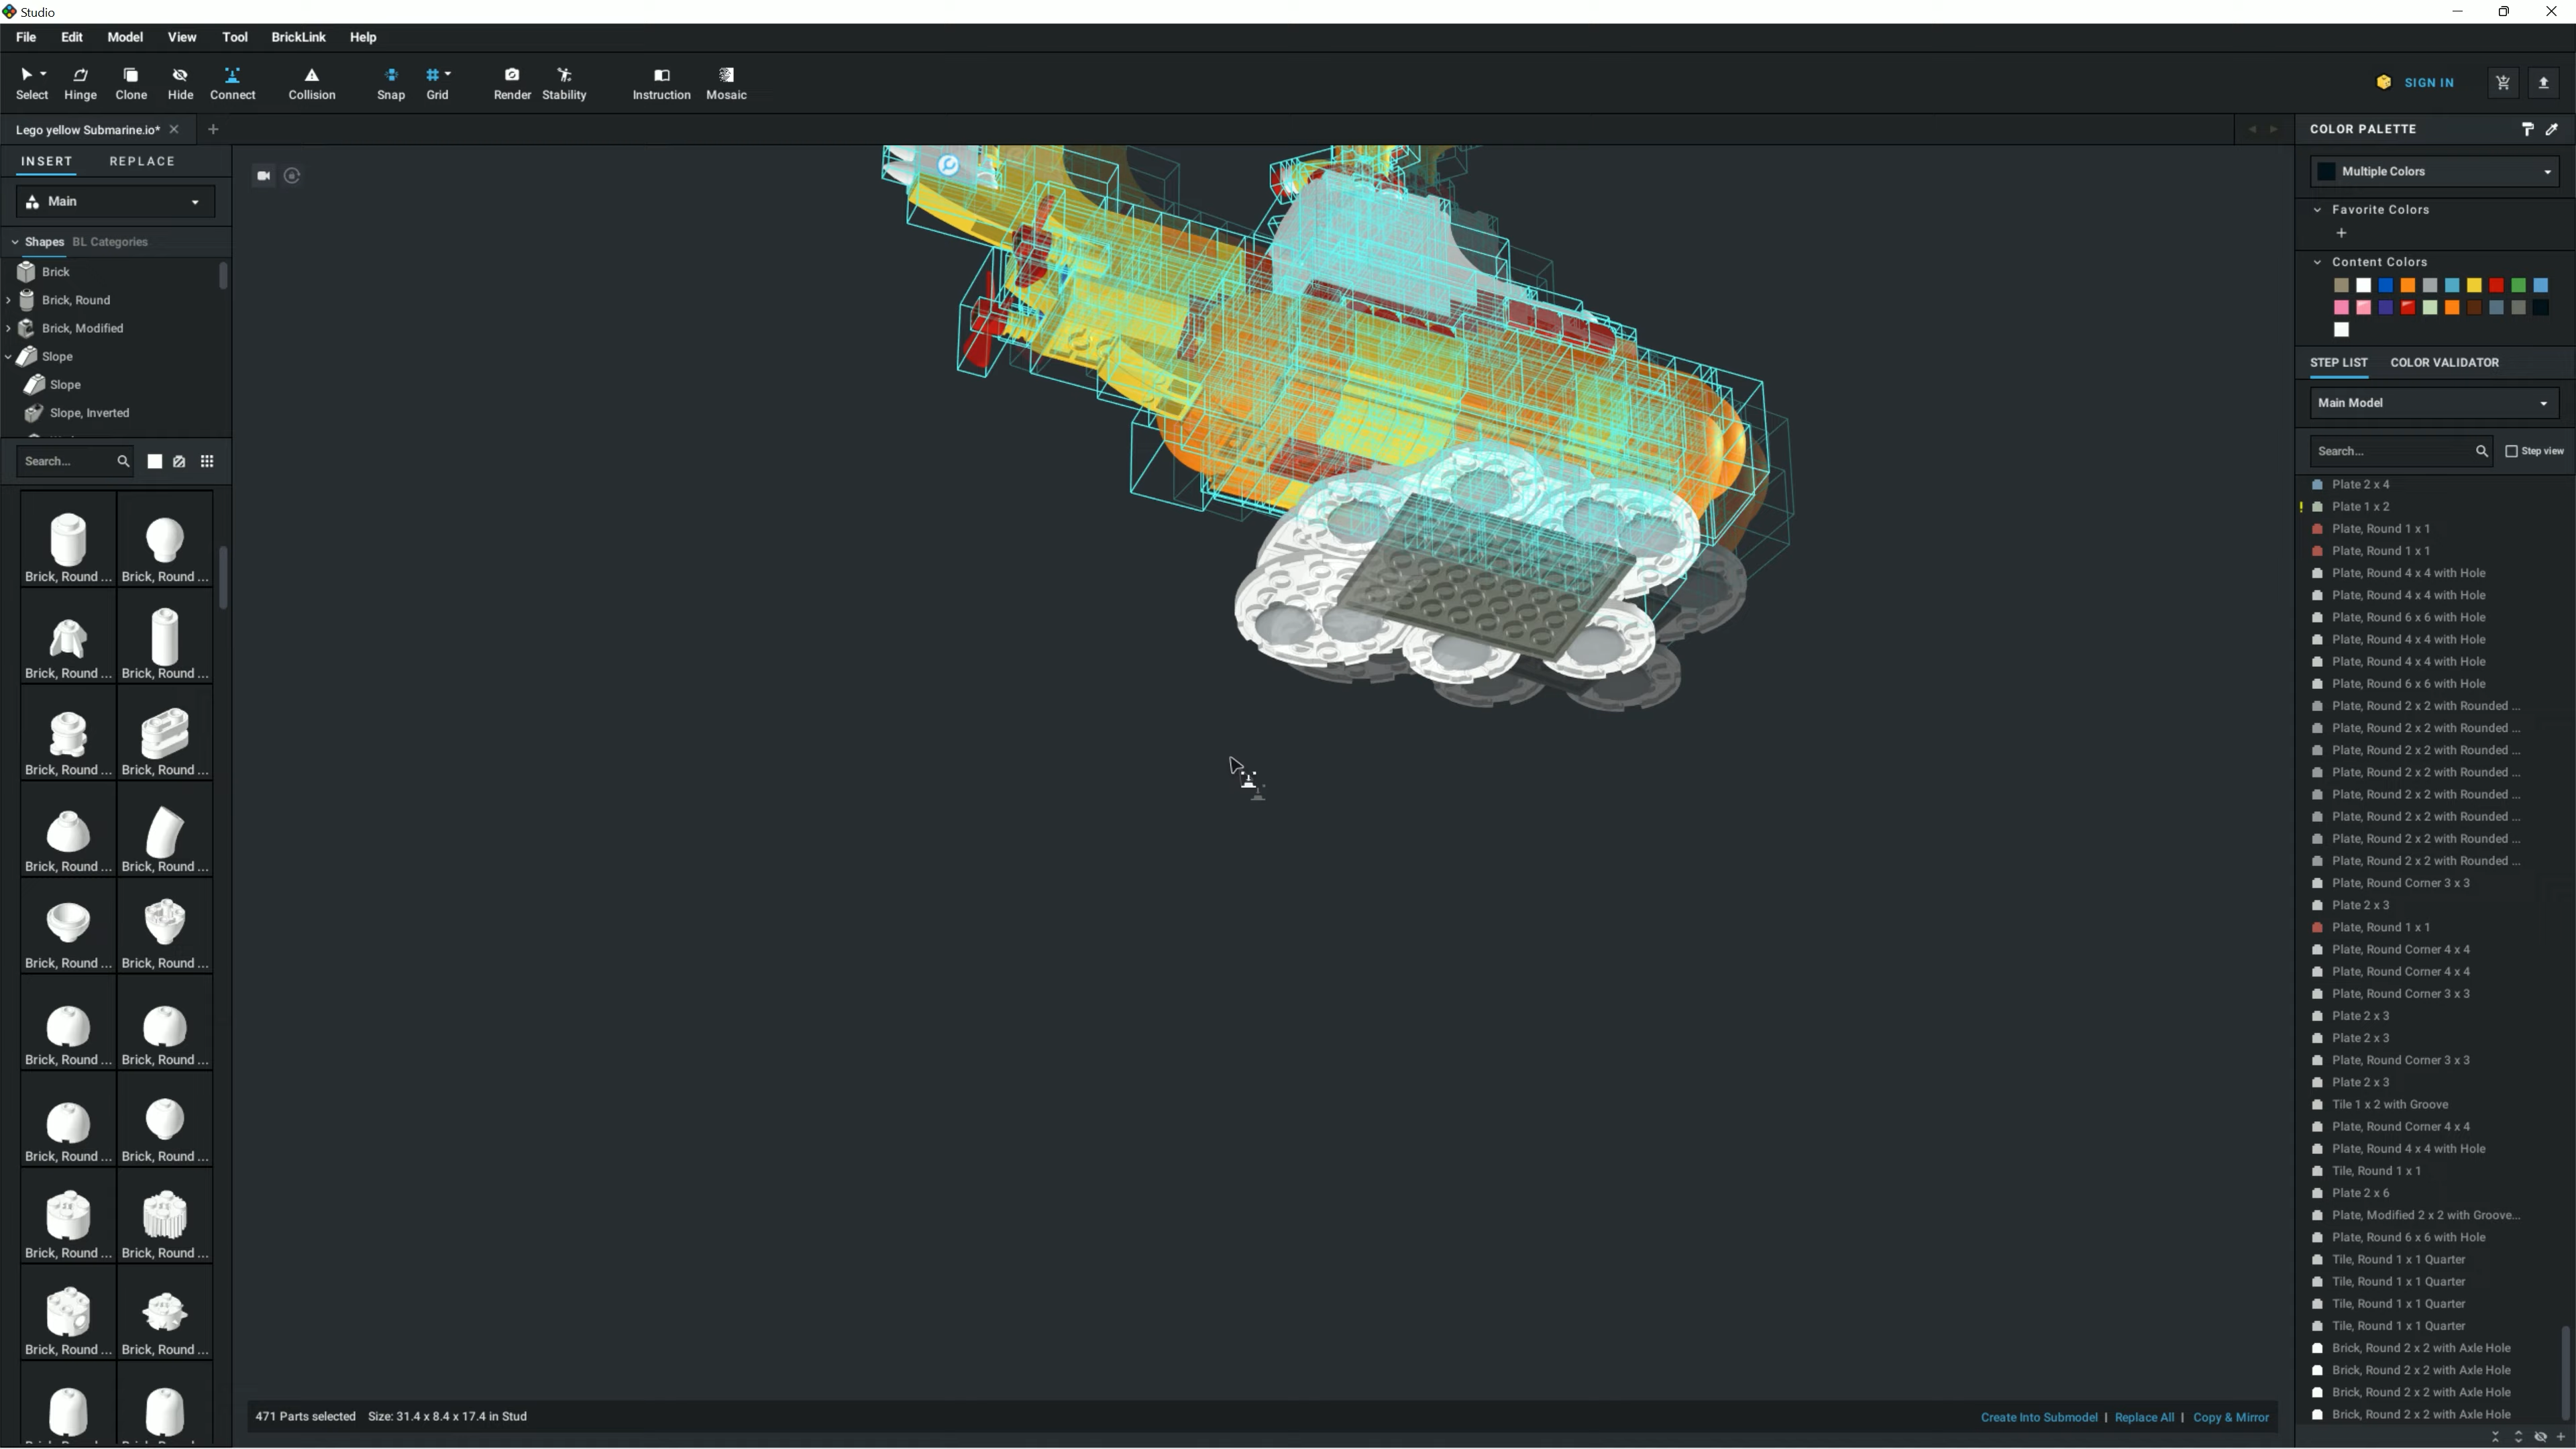 Studio
File Edit Model View Tool BrickLink Help
Select Hinge Clone Hide Connect Collision Snap Grid Render Stability Instruction Mosaic SIGN IN
Lego yellow Submarine.io*
INSERT REPLACE
Main
Shapes BL Categories
Brick
Brick, Round
Brick, Modified
Slope
Slope
Slope, Inverted
Search...
Brick, Round ... Brick, Round ...
Brick, Round ... Brick, Round ...
Brick, Round ... Brick, Round ...
Brick, Round ... Brick, Round ...
Brick, Round ... Brick, Round ...
Brick, Round ... Brick, Round ...
Brick, Round ... Brick, Round ...
Brick, Round ... Brick, Round ...
Brick, Round ... Brick, Round ...
471 Parts selected Size: 31.4 x 8.4 x 17.4 in Stud
Create Into Submodel | Replace All | Copy & Mirror
COLOR PALETTE
Multiple Colors
Favorite Colors
Content Colors
STEP LIST COLOR VALIDATOR
Main Model
Search... Step view
Plate 2 x 4
! Plate 1 x 2
Plate, Round 1 x 1
Plate, Round 1 x 1
Plate, Round 4 x 4 with Hole
Plate, Round 4 x 4 with Hole
Plate, Round 6 x 6 with Hole
Plate, Round 4 x 4 with Hole
Plate, Round 4 x 4 with Hole
Plate, Round 6 x 6 with Hole
Plate, Round 2 x 2 with Rounded ...
Plate, Round 2 x 2 with Rounded ...
Plate, Round 2 x 2 with Rounded ...
Plate, Round 2 x 2 with Rounded ...
Plate, Round 2 x 2 with Rounded ...
Plate, Round 2 x 2 with Rounded ...
Plate, Round 2 x 2 with Rounded ...
Plate, Round 2 x 2 with Rounded ...
Plate, Round Corner 3 x 3
Plate 2 x 3
Plate, Round 1 x 1
Plate, Round Corner 4 x 4
Plate, Round Corner 4 x 4
Plate, Round Corner 3 x 3
Plate 2 x 3
Plate 2 x 3
Plate, Round Corner 3 x 3
Plate 2 x 3
Tile 1 x 2 with Groove
Plate, Round Corner 4 x 4
Plate, Round 4 x 4 with Hole
Tile, Round 1 x 1
Plate 2 x 6
Plate, Modified 2 x 2 with Groove...
Plate, Round 6 x 6 with Hole
Tile, Round 1 x 1 Quarter
Tile, Round 1 x 1 Quarter
Tile, Round 1 x 1 Quarter
Tile, Round 1 x 1 Quarter
Brick, Round 2 x 2 with Axle Hole
Brick, Round 2 x 2 with Axle Hole
Brick, Round 2 x 2 with Axle Hole
Brick, Round 2 x 2 with Axle Hole